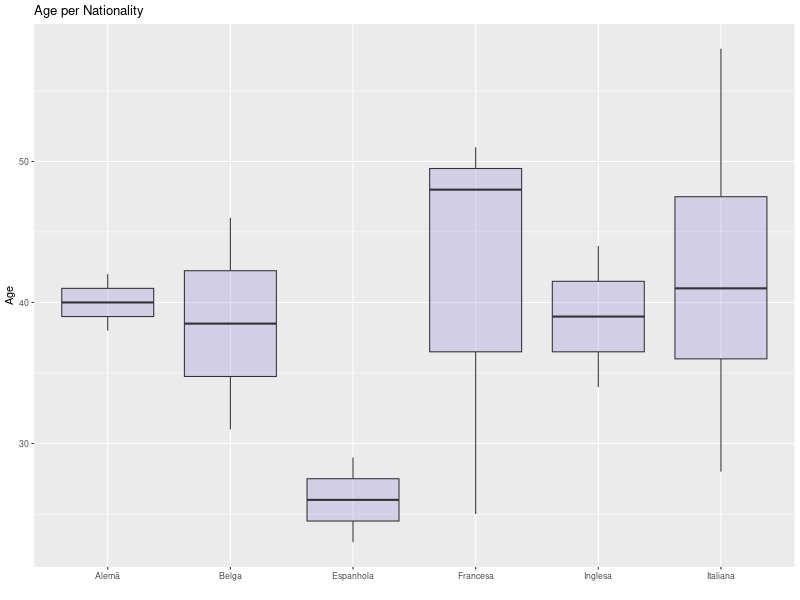 Age per Nationality
Age
50
40
30
Alemã
Belga
Espanhola
Francesa
Inglesa
Italiana